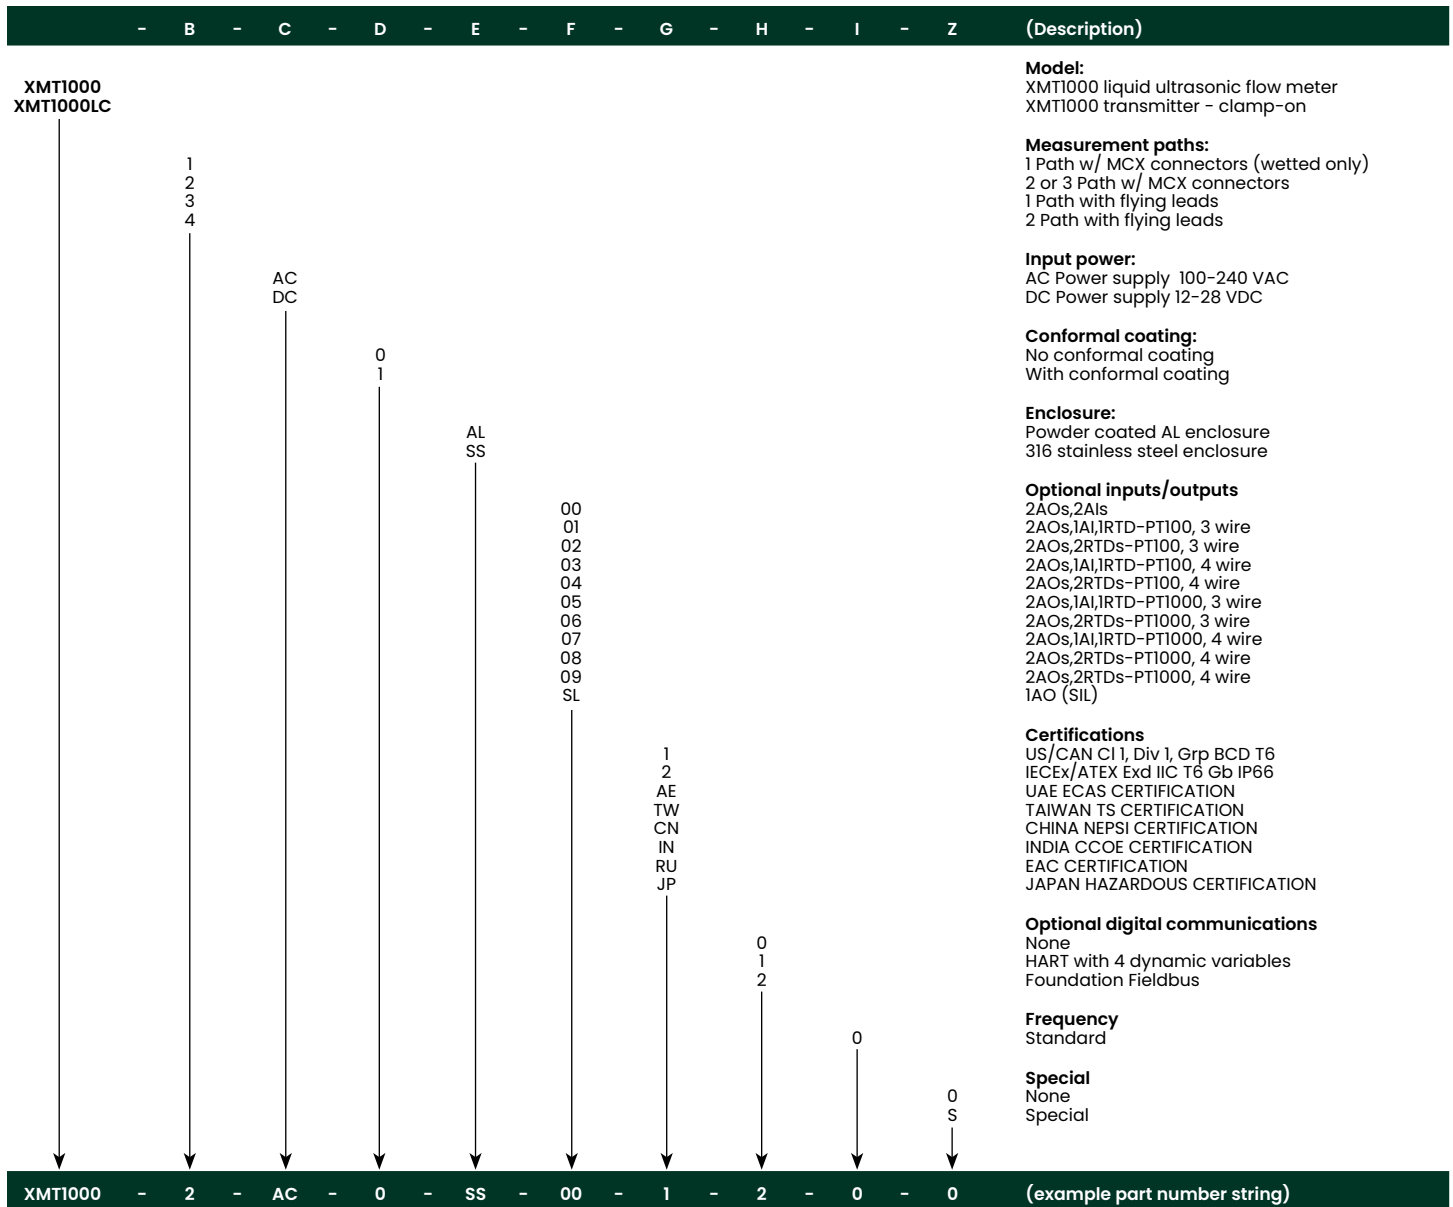 - B - C - D - E - F - G - H - I - Z (Description)
Model:
XMT1000 XMT1000 liquid ultrasonic flow meter
XMT1000LC XMT1000 transmitter - clamp-on
Measurement paths:
1 1 Path w/ MCX connectors (wetted only)
2 2 or 3 Path w/ MCX connectors
3 1 Path with flying leads
4 2 Path with flying leads
Input power:
AC AC Power supply 100-240 VAC
DC DC Power supply 12-28 VDC
Conformal coating:
0 No conformal coating
1 With conformal coating
Enclosure:
AL Powder coated AL enclosure
SS 316 stainless steel enclosure
Optional inputs/outputs
00 2AOs,2AIs
01 2AOs,1AI,1RTD-PT100, 3 wire
02 2AOs,2RTDs-PT100, 3 wire
03 2AOs,1AI,1RTD-PT100, 4 wire
04 2AOs,2RTDs-PT100, 4 wire
05 2AOs,1AI,1RTD-PT1000, 3 wire
06 2AOs,2RTDs-PT1000, 3 wire
07 2AOs,1AI,1RTD-PT1000, 4 wire
08 2AOs,2RTDs-PT1000, 4 wire
09 2AOs,2RTDs-PT1000, 4 wire
SL 1AO (SIL)
Certifications
1 US/CAN Cl 1, Div 1, Grp BCD T6
2 IECEx/ATEX Exd IIC T6 Gb IP66
AE UAE ECAS CERTIFICATION
TW TAIWAN TS CERTIFICATION
CN CHINA NEPSI CERTIFICATION
IN INDIA CCOE CERTIFICATION
RU EAC CERTIFICATION
JP JAPAN HAZARDOUS CERTIFICATION
Optional digital communications
0 None
1 HART with 4 dynamic variables
2 Foundation Fieldbus
Frequency
0 Standard
Special
0 None
S Special
XMT1000 - 2 - AC - 0 - SS - 00 - 1 - 2 - 0 - 0 (example part number string)